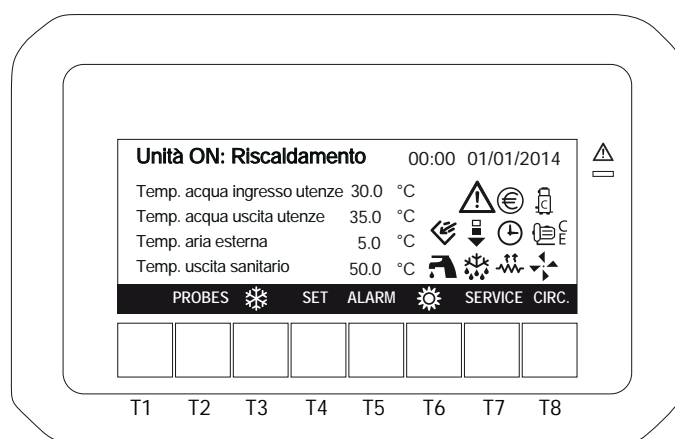 Unità ON: Riscaldamento 00:00 01/01/2014
Temp. acqua ingresso utenze 30.0 °C
Temp. acqua uscita utenze 35.0 °C
Temp. aria esterna 5.0 °C
Temp. uscita sanitario 50.0 °C
€ C
C E
PROBES SET ALARM SERVICE CIRC.
T1 T2 T3 T4 T5 T6 T7 T8